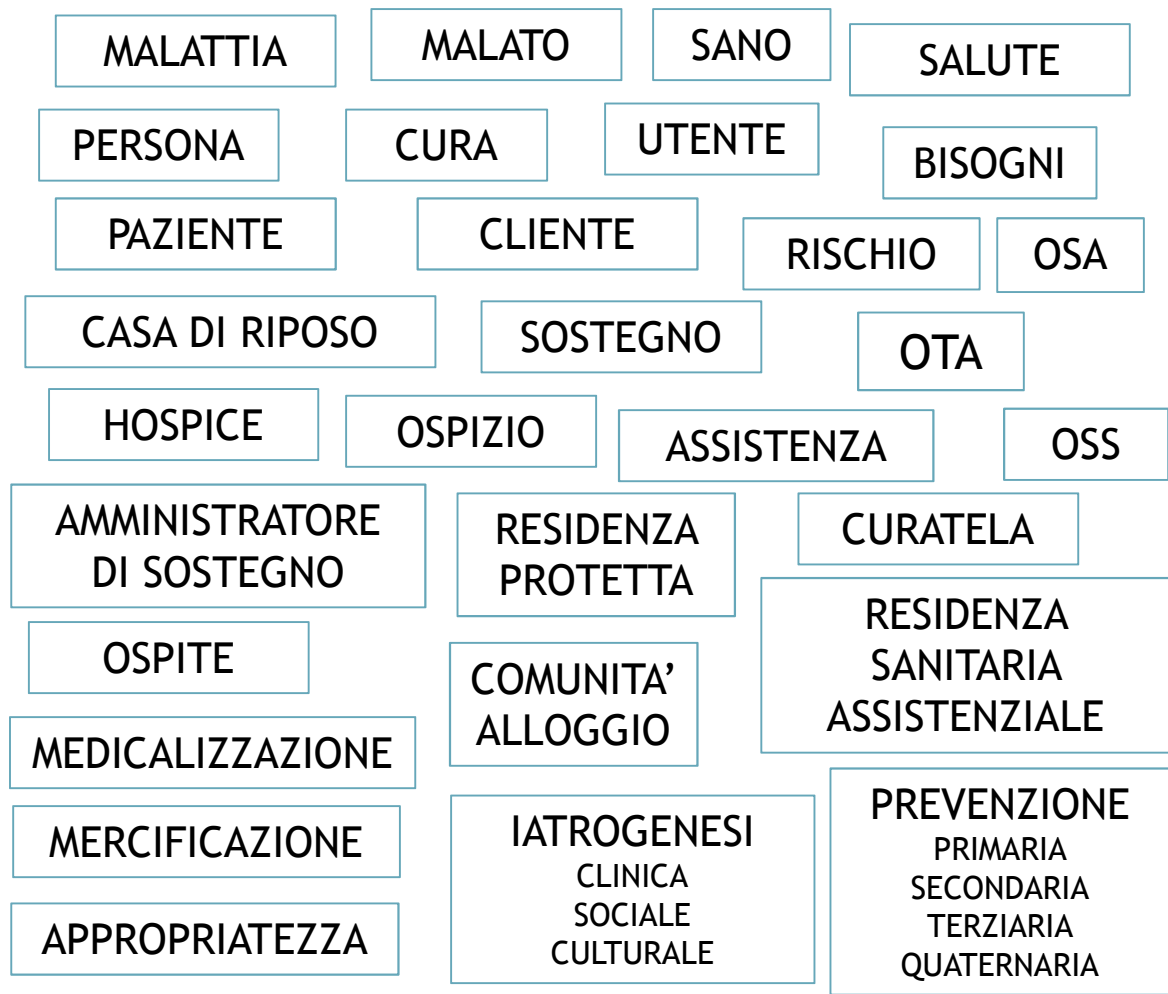 MALATTIA
MALATO
SANO
SALUTE
PERSONA
CURA
UTENTE
BISOGNI
PAZIENTE
CLIENTE
RISCHIO
OSA
CASA DI RIPOSO
SOSTEGNO
OTA
HOSPICE
OSPIZIO
ASSISTENZA
OSS
AMMINISTRATORE
DI SOSTEGNO
RESIDENZA
PROTETTA
CURATELA
RESIDENZA
SANITARIA
ASSISTENZIALE
OSPITE
COMUNITA’
ALLOGGIO
MEDICALIZZAZIONE
MERCIFICAZIONE
APPROPRIATEZZA
IATROGENESI
CLINICA
SOCIALE
CULTURALE
PREVENZIONE
PRIMARIA
SECONDARIA
TERZIARIA
QUATERNARIA